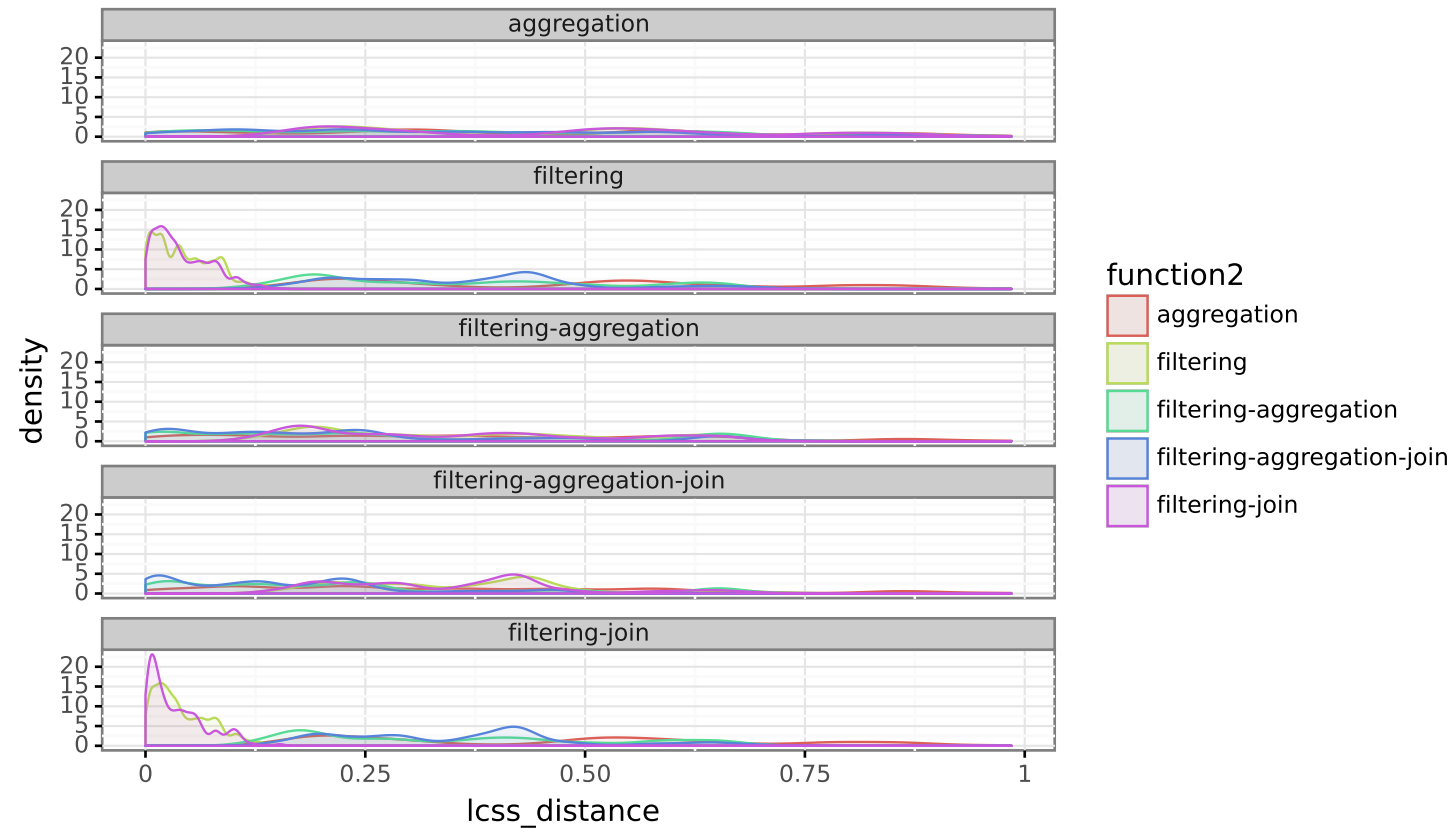 aggregation
20
15
10
5
0
filtering
20
15
10
5
0
filtering-aggregation
20
15
10
5
0
filtering-aggregation-join
20
15
10
5
0
filtering-join
20
15
10
5
0
0 0.25 0.50 0.75 1
lcss_distance
density
function2
aggregation
filtering
filtering-aggregation
filtering-aggregation-join
filtering-join